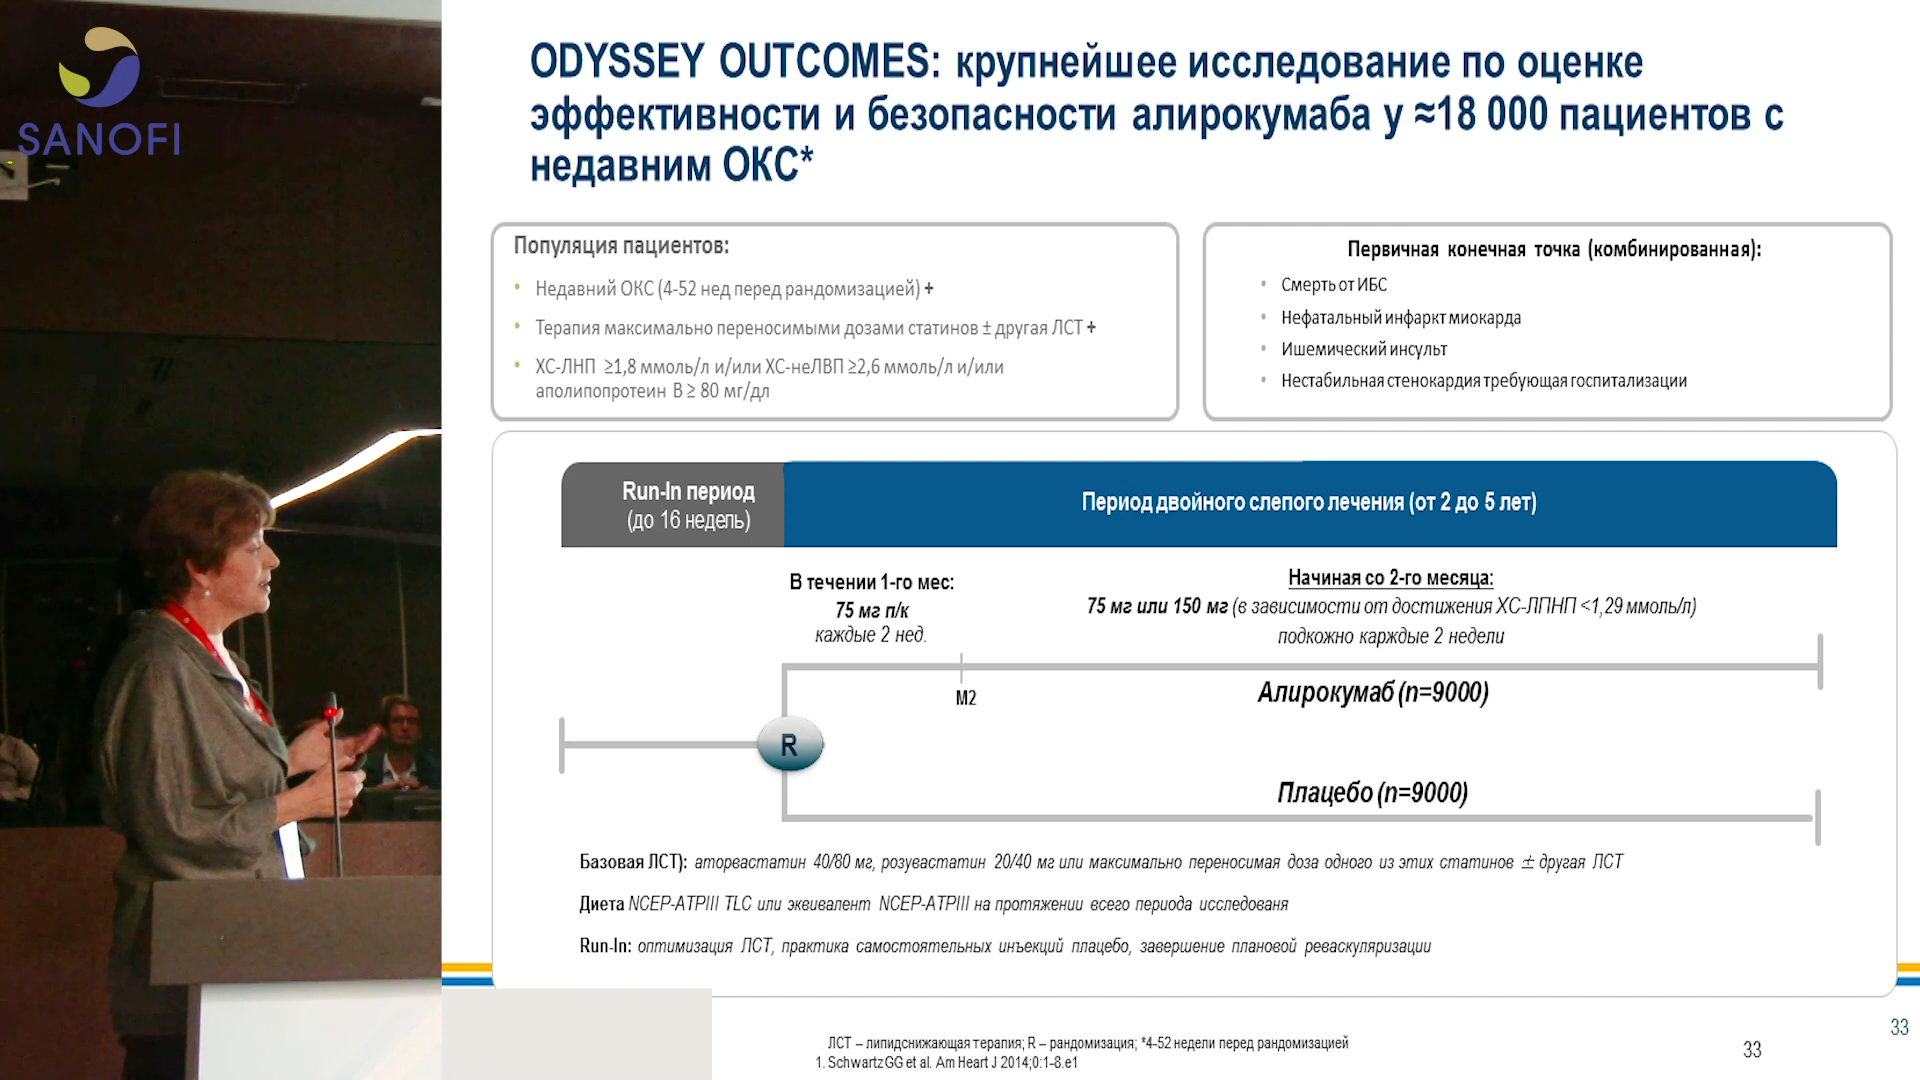 SANOFI
ODYSSEY OUTCOMES: крупнейшее исследование по оценке
эффективности и безопасности алирокумаба у ≈18 000 пациентов с
недавним ОКС*
Популяция пациентов:
• Недавний ОКС (4-52 нед перед рандомизацией) +
• Терапия максимально переносимыми дозами статинов ± другая ЛСТ +
• ХС-ЛНП ≥1,8 ммоль/л и/или ХС-неЛВП ≥2,6 ммоль/л и/или
аполипопротеин В ≥ 80 мг/дл
Первичная конечная точка (комбинированная):
• Смерть от ИБС
• Нефатальный инфаркт миокарда
• Ишемический инсульт
• Нестабильная стенокардия требующая госпитализации
Run-In период
(до 16 недель)
Период двойного слепого лечения (от 2 до 5 лет)
В течении 1-го мес:
75 мг п/к
каждые 2 нед.
Начиная со 2-го месяца:
75 мг или 150 мг (в зависимости от достижения ХС-ЛПНП <1,29 ммоль/л)
подкожно карждые 2 недели
M2
Алирокумаб (n=9000)
R
Плацебо (n=9000)
Базовая ЛСТ): аторвастатин 40/80 мг, розувастатин 20/40 мг или максимально переносимая доза одного из этих статинов ± другая ЛСТ
Диета NCEP-ATPIII TLC или эквивалент NCEP-ATPIII на протяжении всего периода исследованя
Run-In: оптимизация ЛСТ, практика самостоятельных инъекций плацебо, завершение плановой реваскуляризации
ЛСТ – липидснижающая терапия; R – рандомизация; *4-52 недели перед рандомизацией
1. Schwartz GG et al. Am Heart J 2014;0:1-8.e1
33
33